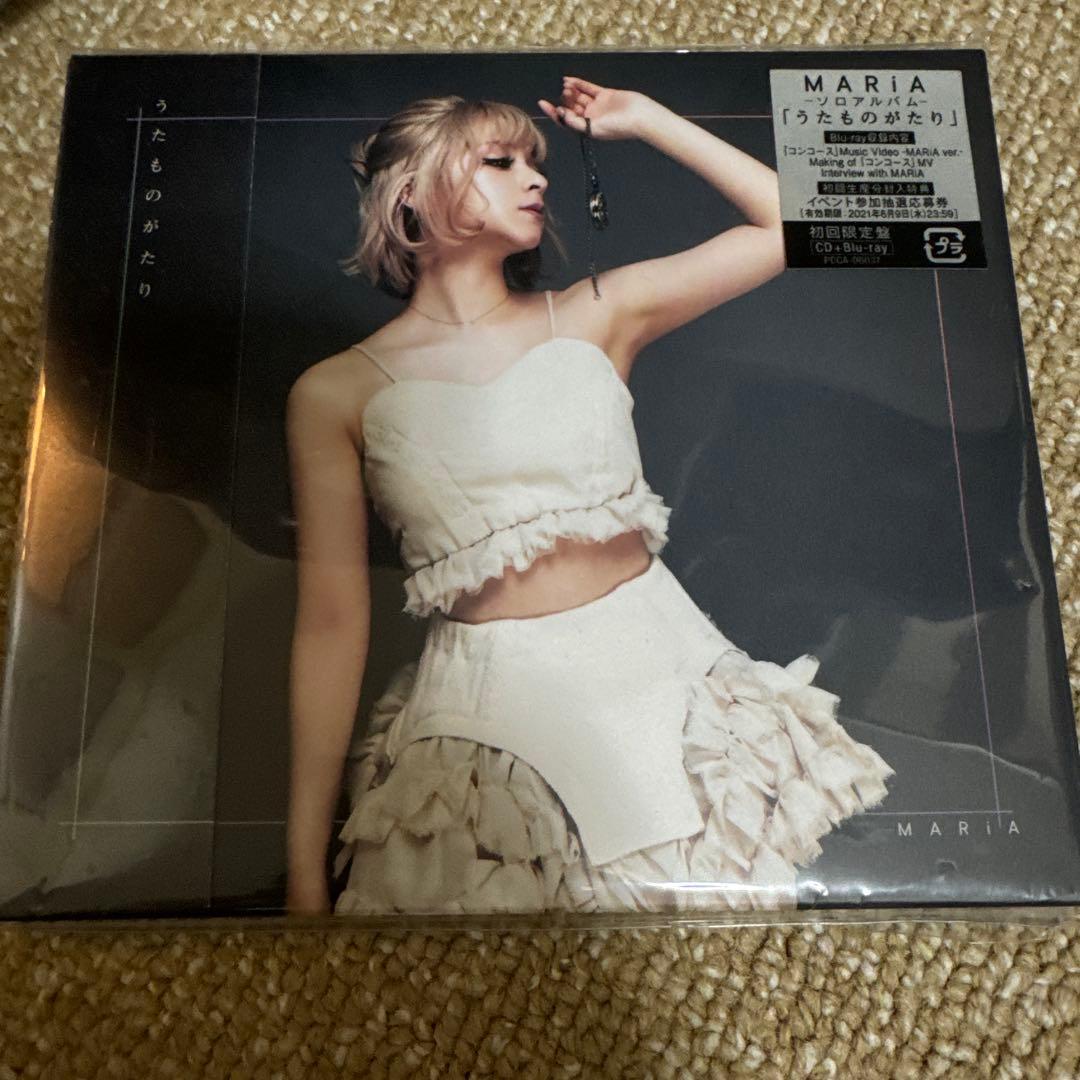 うたものがたり
MARiA
-ソロアルバム-
「うたものがたり」
Blu-ray収録内容
「コンコース」Music Video -MARiA ver.-
Making of「コンコース」MV
Interview with MARiA
初回生産分封入特典
イベント参加抽選応募券
[有効期限:2021年6月9日(水)23:59]
初回限定盤
CD+Blu-ray
PCCA-06037
プラ
MARiA